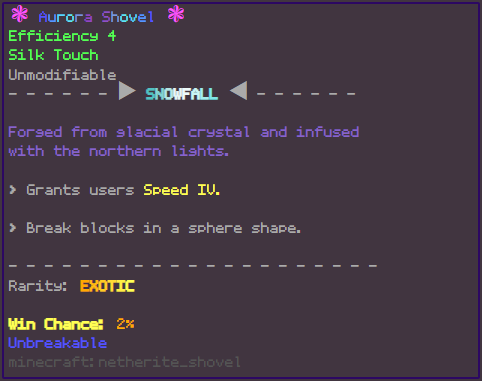 ❃ Aurora Shovel ❃
Efficiency 4
Silk Touch
Unmodifiable
- - - - - - ▶ SNOWFALL ◀ - - - - - -
Forged from glacial crystal and infused
with the northern lights.
> Grants users Speed IV.
> Break blocks in a sphere shape.
- - - - - - - - - - - - - - - - - - - - - -
Rarity: EXOTIC
Win Chance: 2%
Unbreakable
minecraft:netherite_shovel